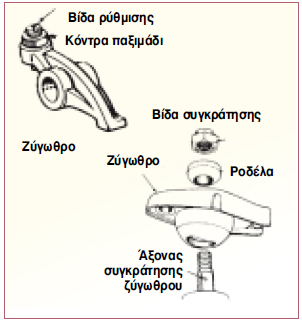 Βίδα ρύθμισης
Κόντρα παξιμάδι
Ζύγωθρο
Βίδα συγκράτησης
Ζύγωθρο
Ροδέλα
Άξονας
συγκράτησης
ζύγωθρου